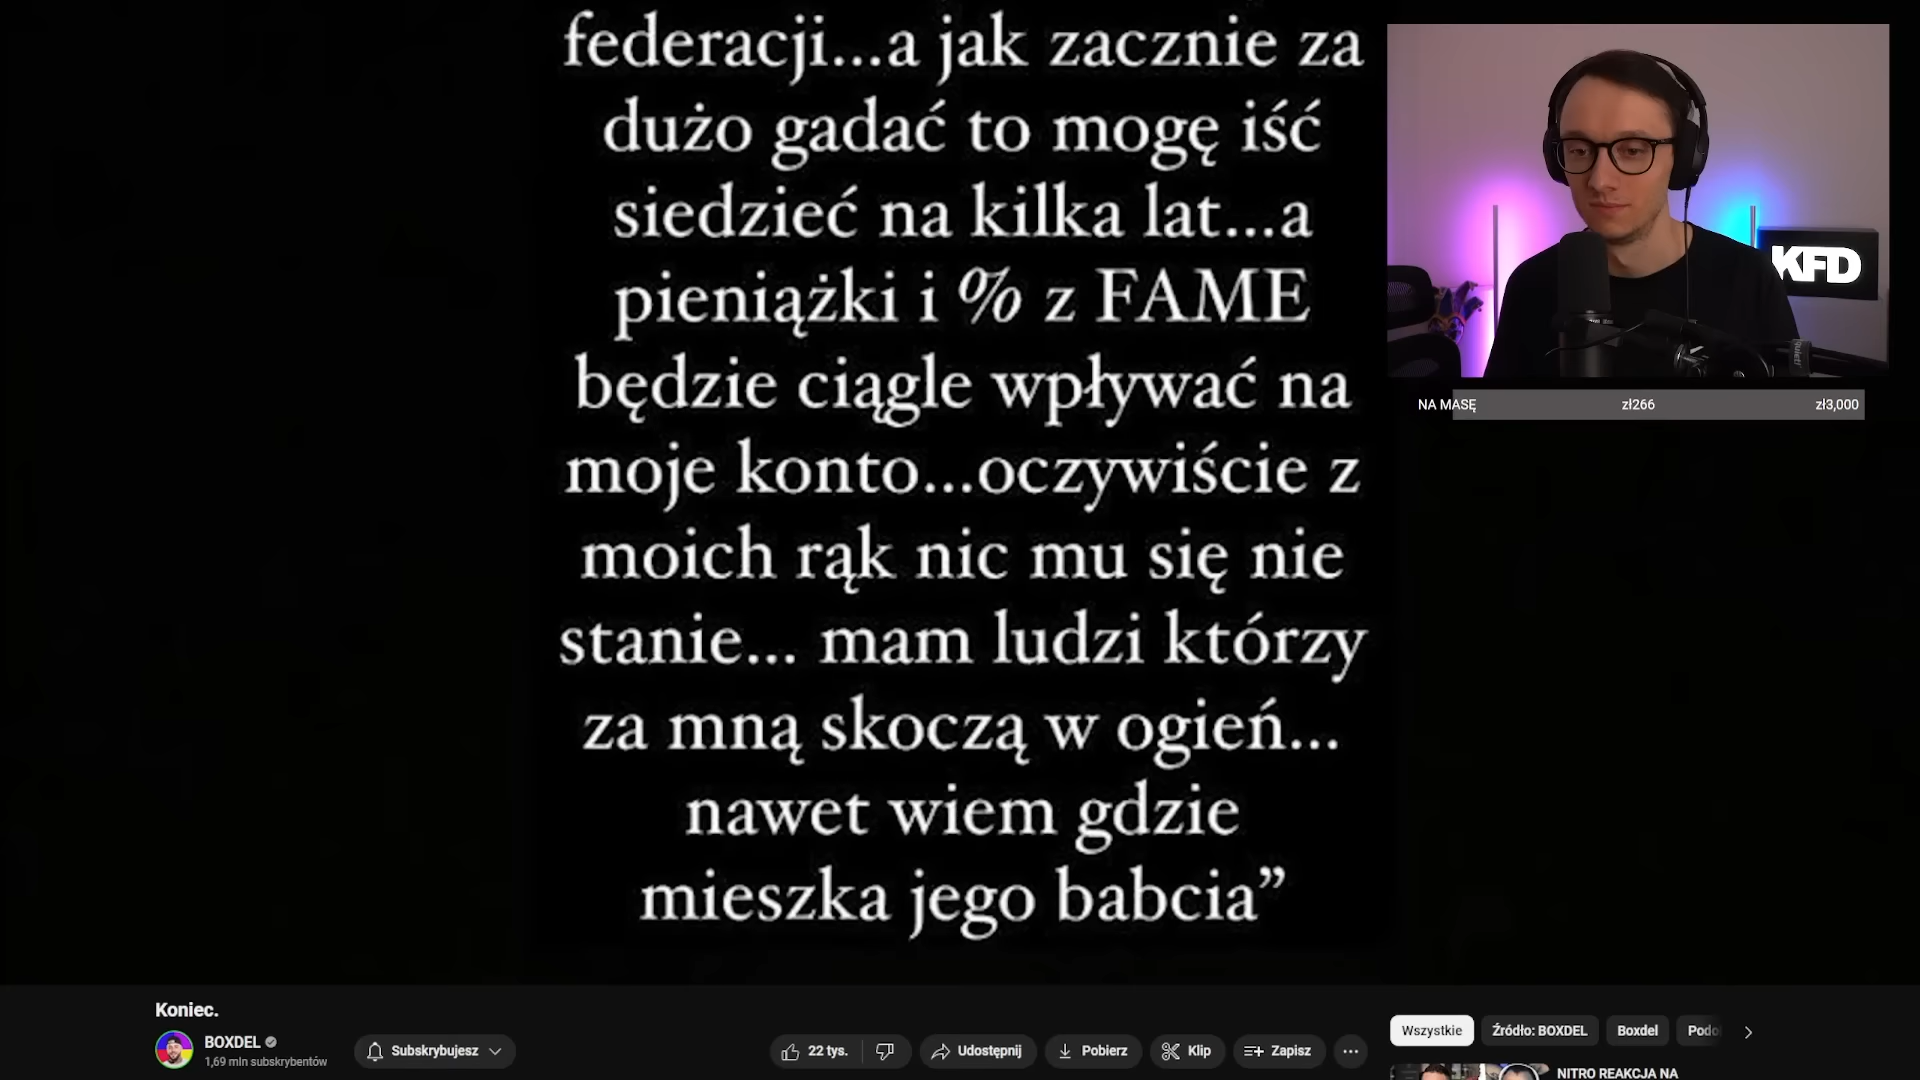 federacji...a jak zacznie za
dużo gadać to mogę iść
siedzieć na kilka lat...a
pieniążki i % z FAME
będzie ciągle wpływać na
moje konto...oczywiście z
moich rąk nic mu się nie
stanie... mam ludzi którzy
za mną skoczą w ogień...
nawet wiem gdzie
mieszka jego babcia”
KFD
NA MASĘ zł266 zł3,000
Koniec.
BOXDEL
1,69 mln subskrybentów
Subskrybujesz
22 tys.
Udostępnij
Pobierz
Klip
Zapisz
Wszystkie
Źródło: BOXDEL
Boxdel
NITRO REAKCJA NA